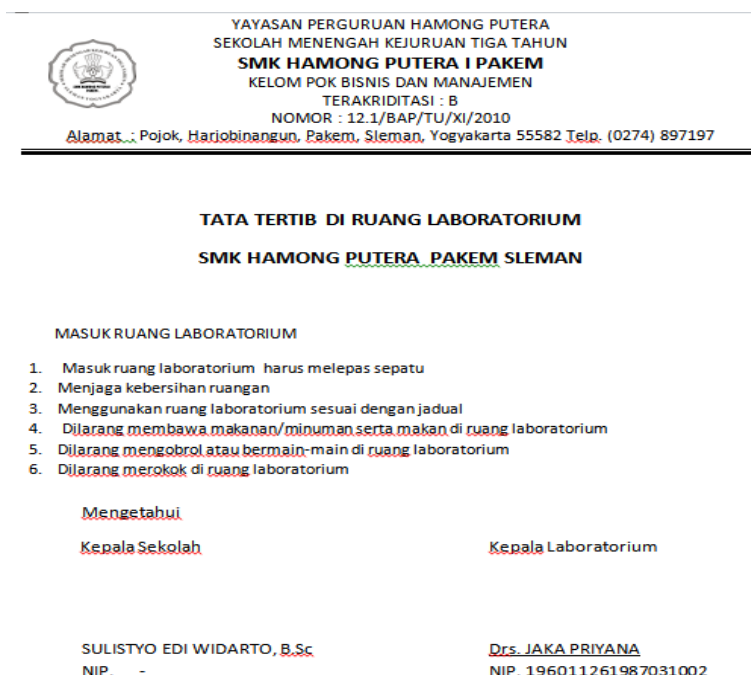 YAYASAN PERGURUAN HAMONG PUTERA
SEKOLAH MENENGAH KEJURUAN TIGA TAHUN
SMK HAMONG PUTERA I PAKEM
KELOM POK BISNIS DAN MANAJEMEN
TERAKRIDITASI : B
NOMOR : 12.1/BAP/TU/XI/2010
Alamat : Pojok, Harjobinangun, Pakem, Sleman, Yogyakarta 55582 Telp. (0274) 897197
TATA TERTIB DI RUANG LABORATORIUM
SMK HAMONG PUTERA PAKEM SLEMAN
MASUK RUANG LABORATORIUM
1. Masuk ruang laboratorium harus melepas sepatu
2. Menjaga kebersihan ruangan
3. Menggunakan ruang laboratorium sesuai dengan jadual
4. Dilarang membawa makanan/minuman serta makan di ruang laboratorium
5. Dilarang mengobrol atau bermain-main di ruang laboratorium
6. Dilarang merokok di ruang laboratorium
Mengetahui
Kepala Sekolah Kepala Laboratorium
SULISTYO EDI WIDARTO, B.Sc Drs. JAKA PRIYANA
NIP. - NIP. 196011261987031002